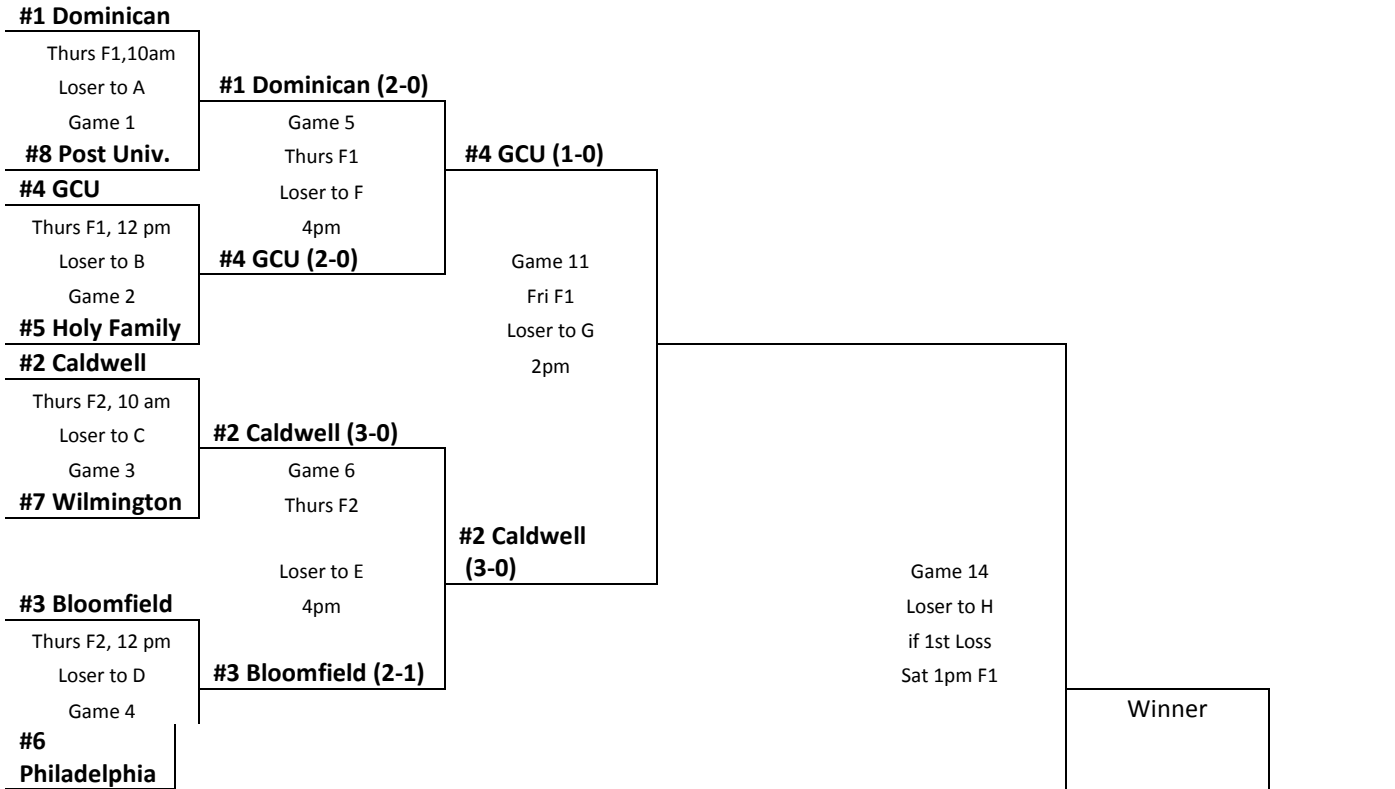 #1 Dominican
Thurs F1,10am
Loser to A
Game 1
#8 Post Univ.
#4 GCU
Thurs F1, 12 pm
Loser to B
Game 2
#5 Holy Family
#2 Caldwell
Thurs F2, 10 am
Loser to C
Game 3
#7 Wilmington
#3 Bloomfield
Thurs F2, 12 pm
Loser to D
Game 4
#6
Philadelphia
#1 Dominican (2-0)
Game 5
Thurs F1
Loser to F
4pm
#4 GCU (2-0)
#2 Caldwell (3-0)
Game 6
Thurs F2
Loser to E
4pm
#3 Bloomfield (2-1)
#4 GCU (1-0)
Game 11
Fri F1
Loser to G
2pm
#2 Caldwell
(3-0)
Game 14
Loser to H
if 1st Loss
Sat 1pm F1
Winner